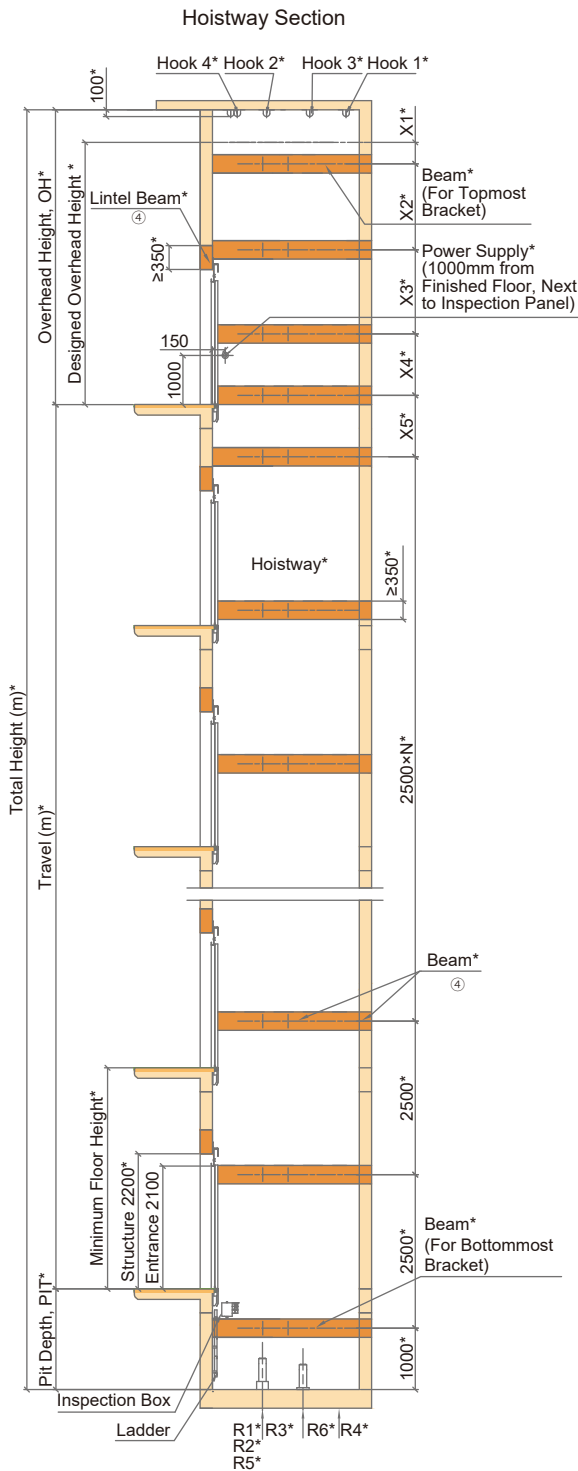 Hoistway Section
Hook 4* Hook 2*
Hook 3* Hook 1*
100*
X1*
Overhead Height, OH*
Designed Overhead Height *
Lintel Beam*
④
≥350*
Beam*
(For Topmost
Bracket)
X2*
Power Supply*
(1000mm from
Finished Floor, Next
to Inspection Panel)
X3*
150
1000
X4*
X5*
Hoistway*
≥350*
Total Height (m)*
Travel (m)*
2500×N*
Beam*
④
Minimum Floor Height*
Structure 2200*
Entrance 2100
2500*
2500*
Beam*
(For Bottommost
Bracket)
Pit Depth, PIT*
1000*
Inspection Box
Ladder
R1* R3* R6* R4*
R2*
R5*